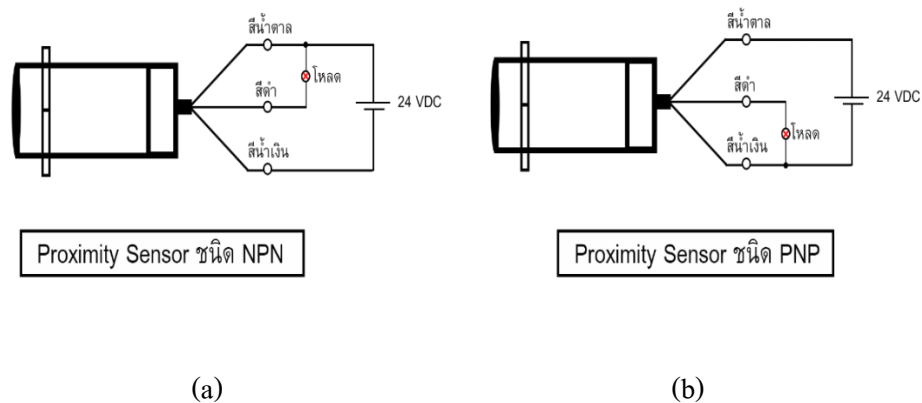 สีน้ำตาล
โหลด
สีดำ
24 VDC
สีน้ำเงิน
Proximity Sensor ชนิด NPN
(a)
สีน้ำตาล
สีดำ
24 VDC
โหลด
สีน้ำเงิน
Proximity Sensor ชนิด PNP
(b)